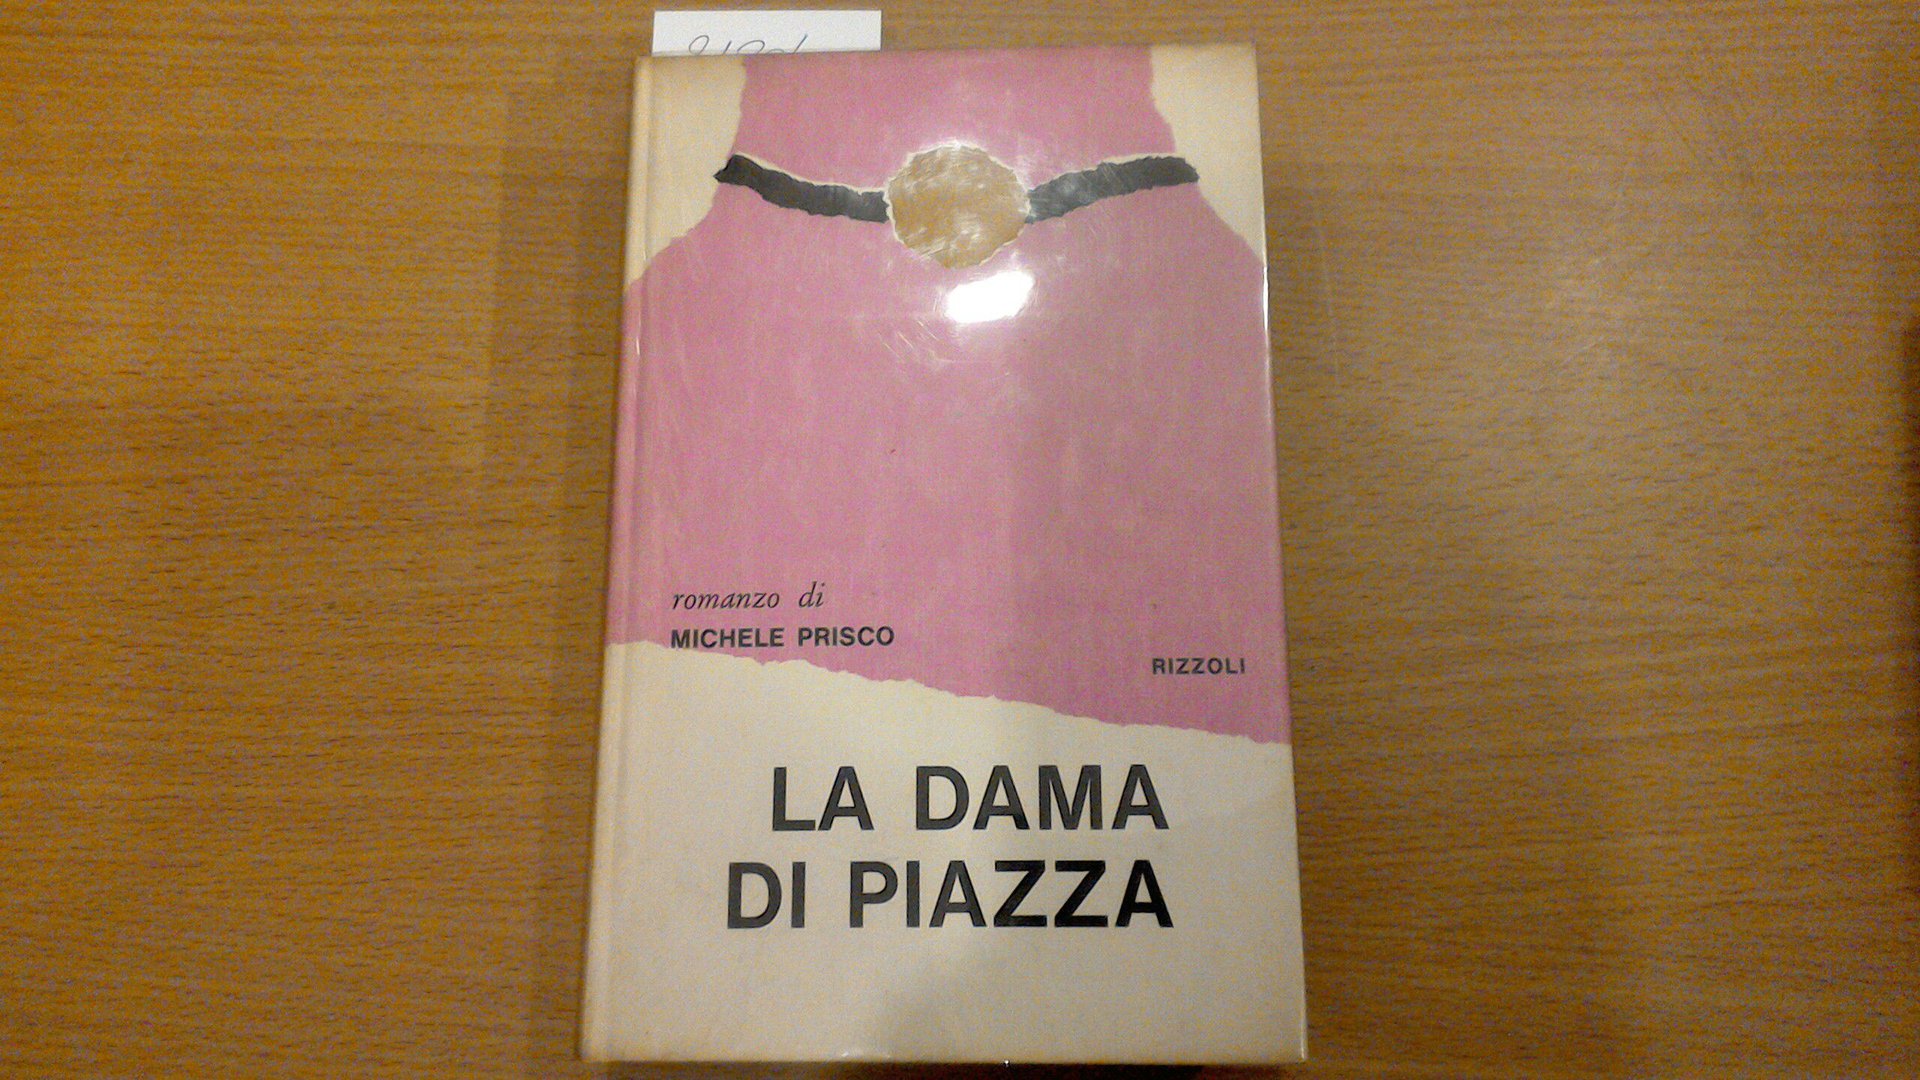 romanzo di
MICHELE PRISCO
RIZZOLI
LA DAMA
DI PIAZZA